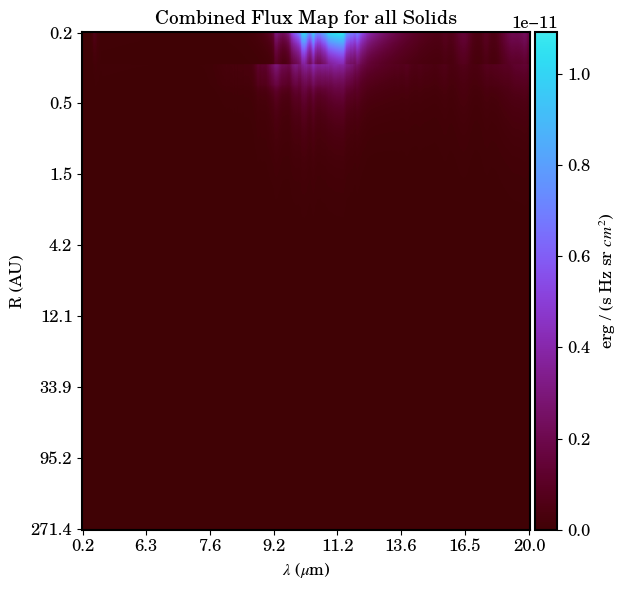 Combined Flux Map for all Solids
1e−11
0.2
0.5
1.5
4.2
12.1
33.9
95.2
271.4
R (AU)
0.2 6.3 7.6 9.2 11.2 13.6 16.5 20.0
λ (μm)
1.0
0.8
0.6
0.4
0.2
0.0
erg / (s Hz sr cm²)